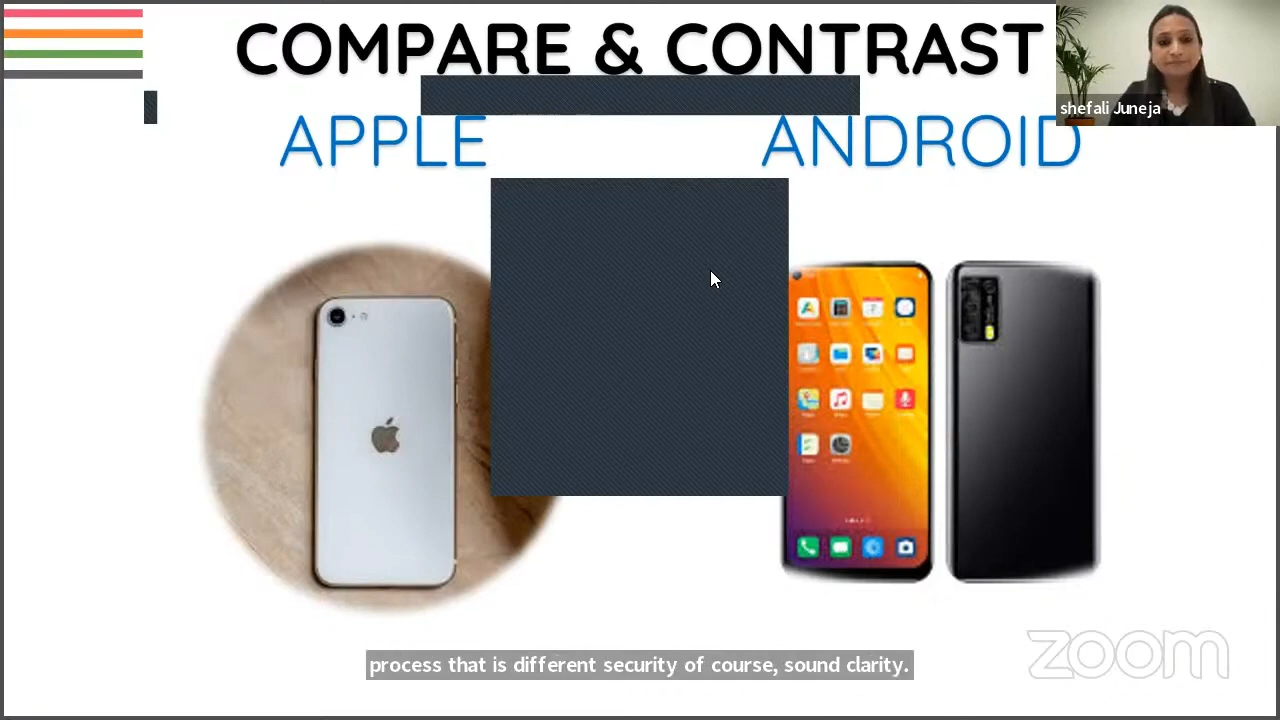 COMPARE & CONTRAST
shefali Juneja
APPLE
ANDROID
process that is different security of course, sound clarity.
zoom